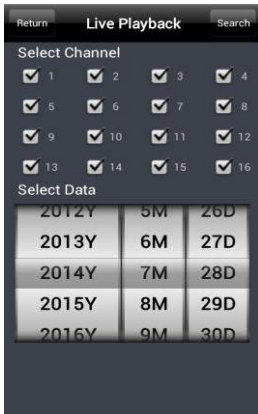 Return Live Playback Search
Select Channel
1 2 3 4
5 6 7 8
9 10 11 12
13 14 15 16
Select Data
2012Y 5M 26D
2013Y 6M 27D
2014Y 7M 28D
2015Y 8M 29D
2016Y 9M 30D